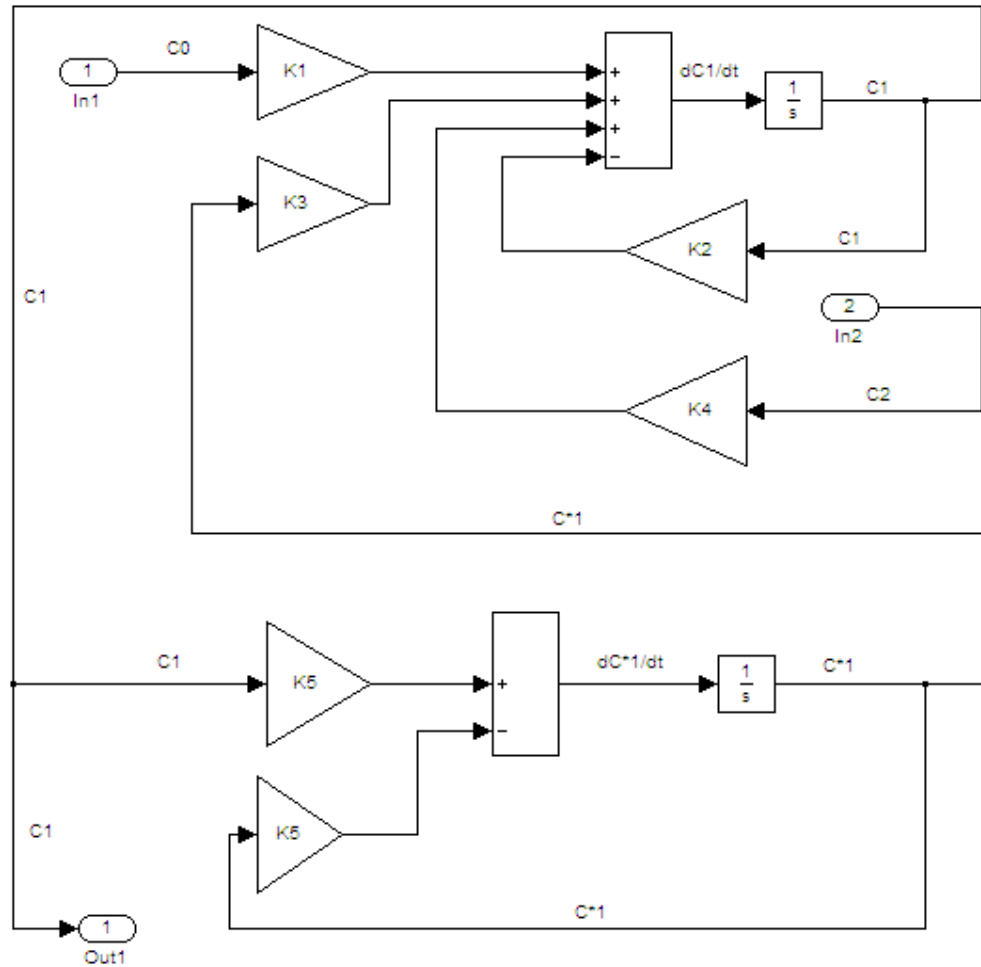 C0
1
In1
K1
+
+
+
−
dC1/dt
1
s
C1
K3
K2
C1
C1
2
In2
K4
C2
C*1
C1
K5
+
−
dC*1/dt
1
s
C*1
K5
C1
C*1
1
Out1